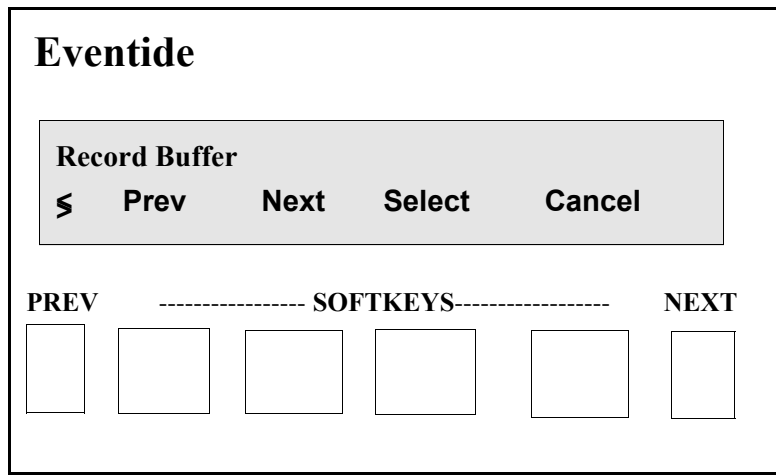 Eventide
Record Buffer
≶ Prev Next Select Cancel
PREV ----------------- SOFTKEYS------------------ NEXT